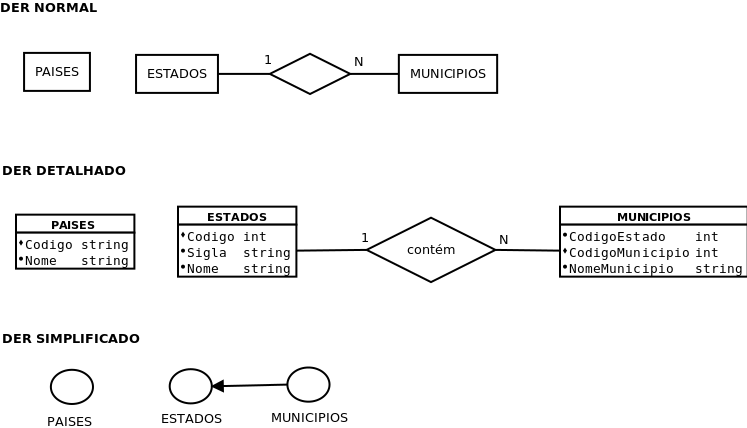 DER NORMAL
PAISES
ESTADOS
1
N
MUNICIPIOS
DER DETALHADO
PAISES
Codigo string
Nome string
ESTADOS
Codigo int
Sigla string
Nome string
1
contém
N
MUNICIPIOS
CodigoEstado int
CodigoMunicipio int
NomeMunicipio string
DER SIMPLIFICADO
PAISES
ESTADOS
MUNICIPIOS